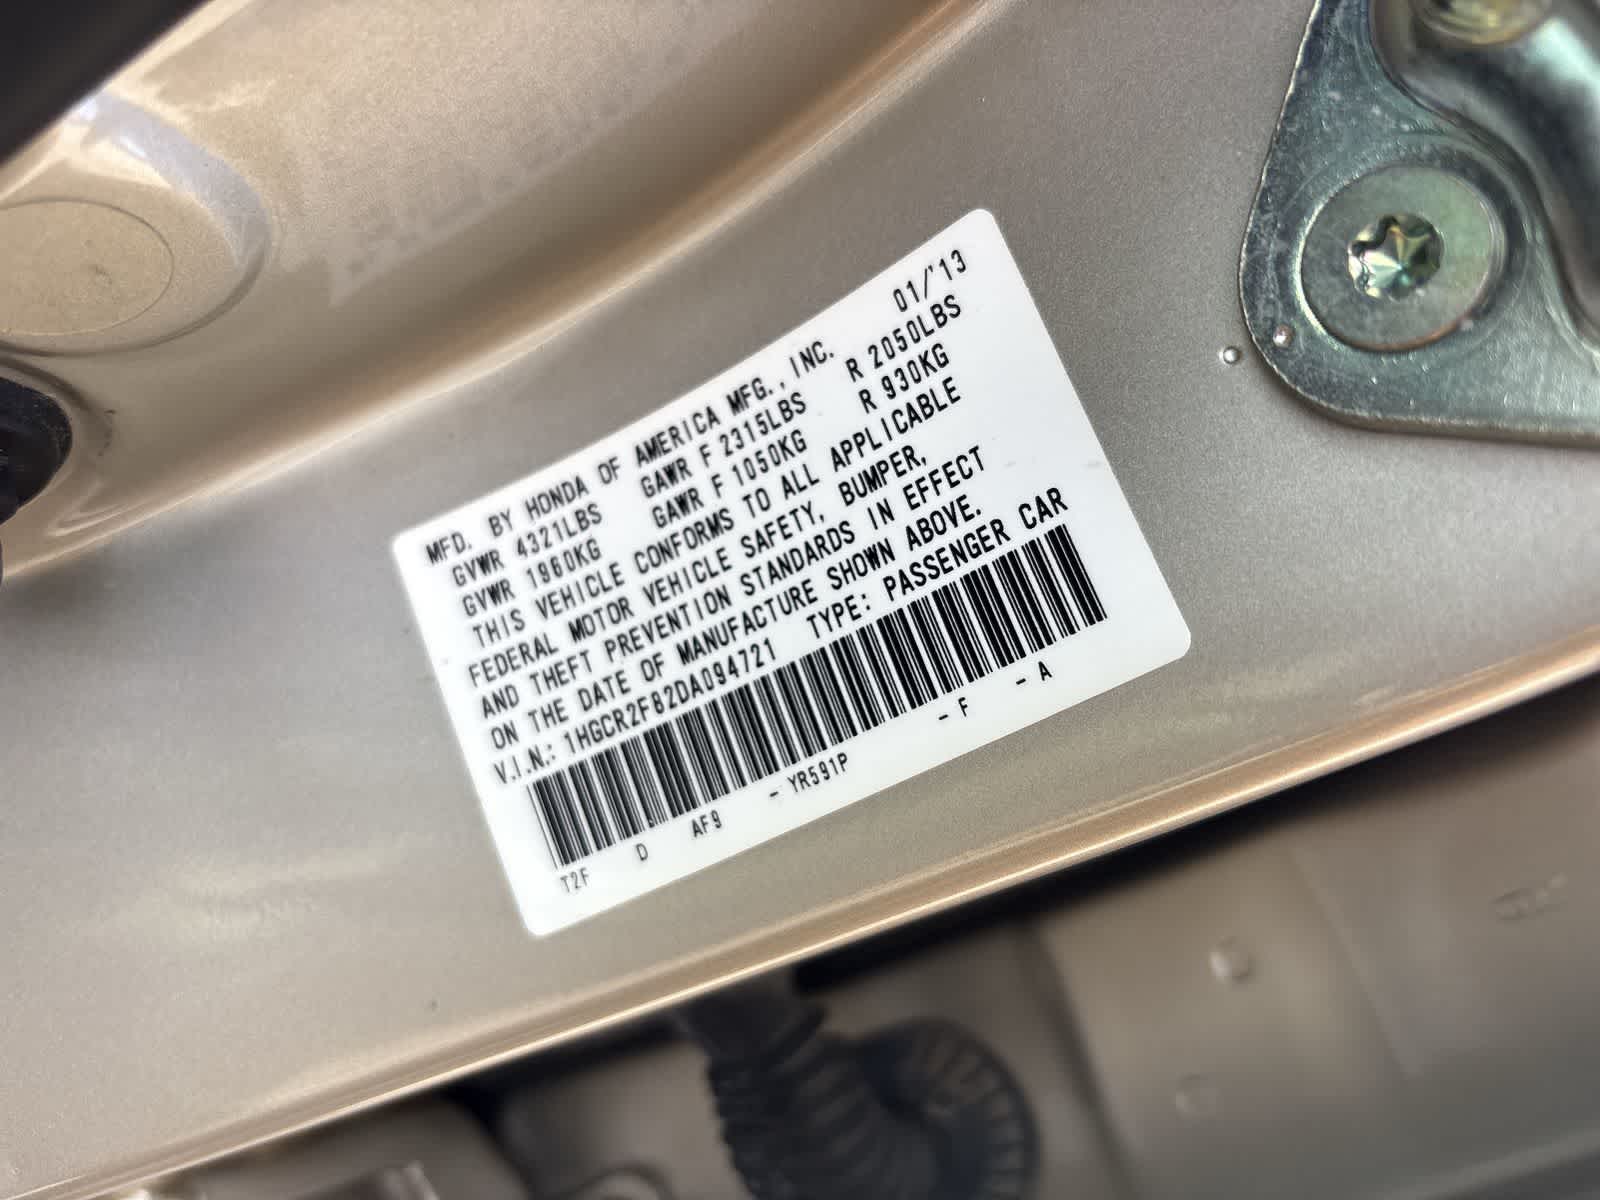 MFD. BY HONDA OF AMERICA MFG., INC. 01/'13
GVWR 4321LBS GAWR F 2315LBS R 2050LBS
GVWR 1960KG GAWR F 1050KG R 930KG
THIS VEHICLE CONFORMS TO ALL APPLICABLE
FEDERAL MOTOR VEHICLE SAFETY, BUMPER,
AND THEFT PREVENTION STANDARDS IN EFFECT
ON THE DATE OF MANUFACTURE SHOWN ABOVE.
V.I.N.: 1HGCR2F82DA094721 TYPE: PASSENGER CAR
T2F D AF9 - YR591P - F - A